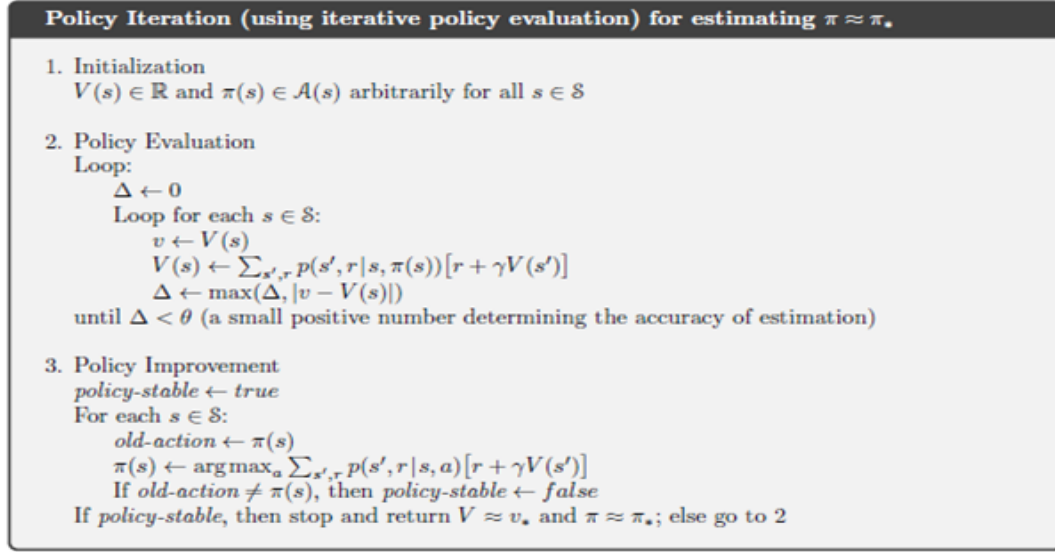 Policy Iteration (using iterative policy evaluation) for estimating π ≈ π∗
1. Initialization
V(s) ∈ ℝ and π(s) ∈ 𝒜(s) arbitrarily for all s ∈ 𝒮
2. Policy Evaluation
Loop:
Δ ← 0
Loop for each s ∈ 𝒮:
v ← V(s)
V(s) ← ∑s′,r p(s′, r|s, π(s))[r + γV(s′)]
Δ ← max(Δ, |v − V(s)|)
until Δ < θ (a small positive number determining the accuracy of estimation)
3. Policy Improvement
policy-stable ← true
For each s ∈ 𝒮:
old-action ← π(s)
π(s) ← arg maxₐ ∑s′,r p(s′, r|s, a)[r + γV(s′)]
If old-action ≠ π(s), then policy-stable ← false
If policy-stable, then stop and return V ≈ v∗ and π ≈ π∗; else go to 2